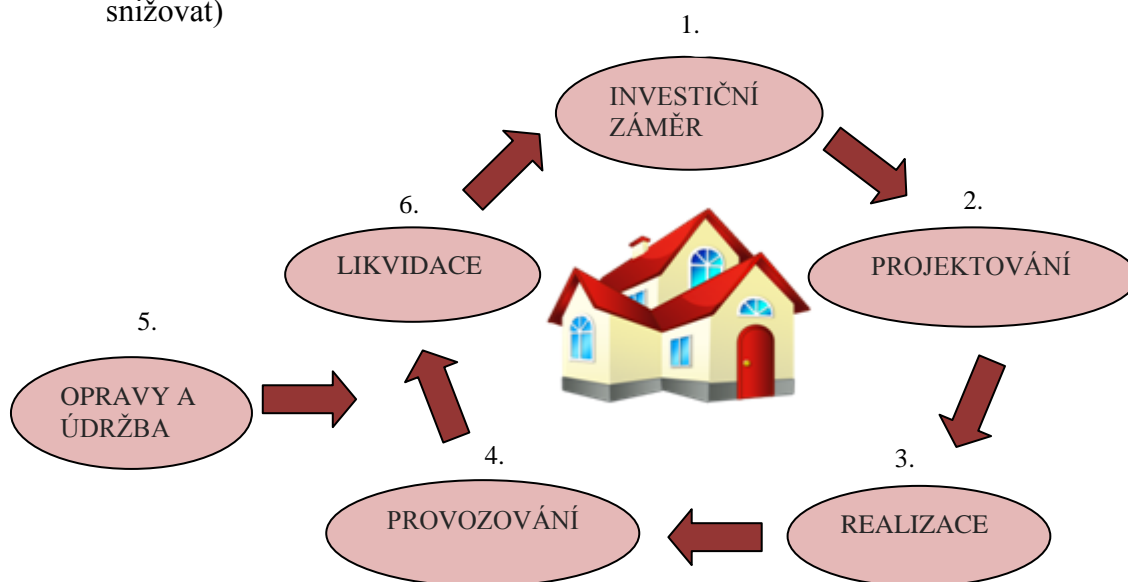 snižovat)
1.
INVESTIČNÍ
ZÁMĚR
2.
PROJEKTOVÁNÍ
6.
LIKVIDACE
5.
OPRAVY A
ÚDRŽBA
4.
PROVOZOVÁNÍ
3.
REALIZACE